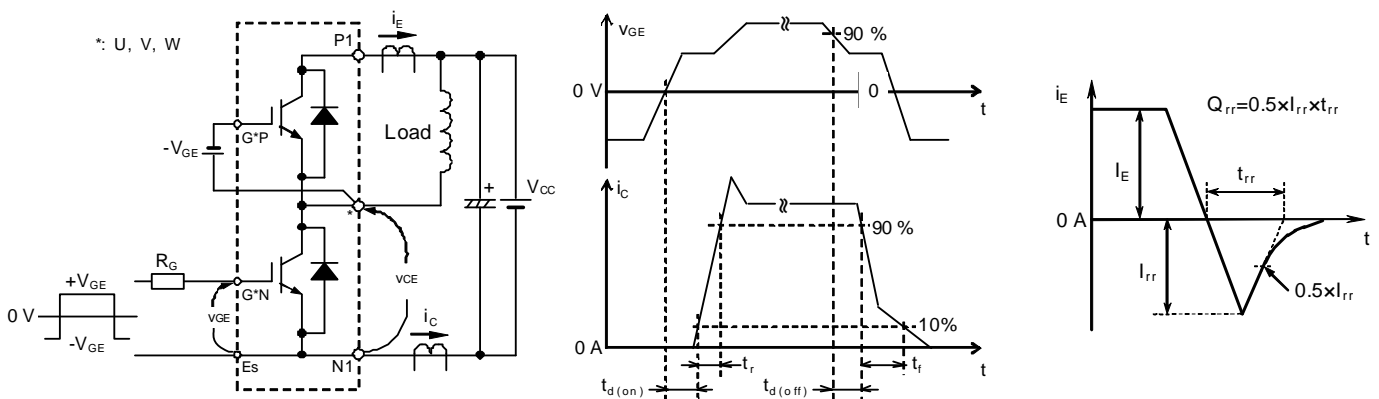 *: U, V, W
P1
iE
G*P
-VGE
Load
+
VCC
*
RG
+VGE
0 V
-VGE
G*N
vGE
vCE
iC
Es
N1
vGE
90 %
0 V
0
t
iC
90 %
10%
0 A
tr
tf
t
td(on)
td(off)
iE
Qrr=0.5×Irr×trr
IE
trr
0 A
t
Irr
0.5×Irr